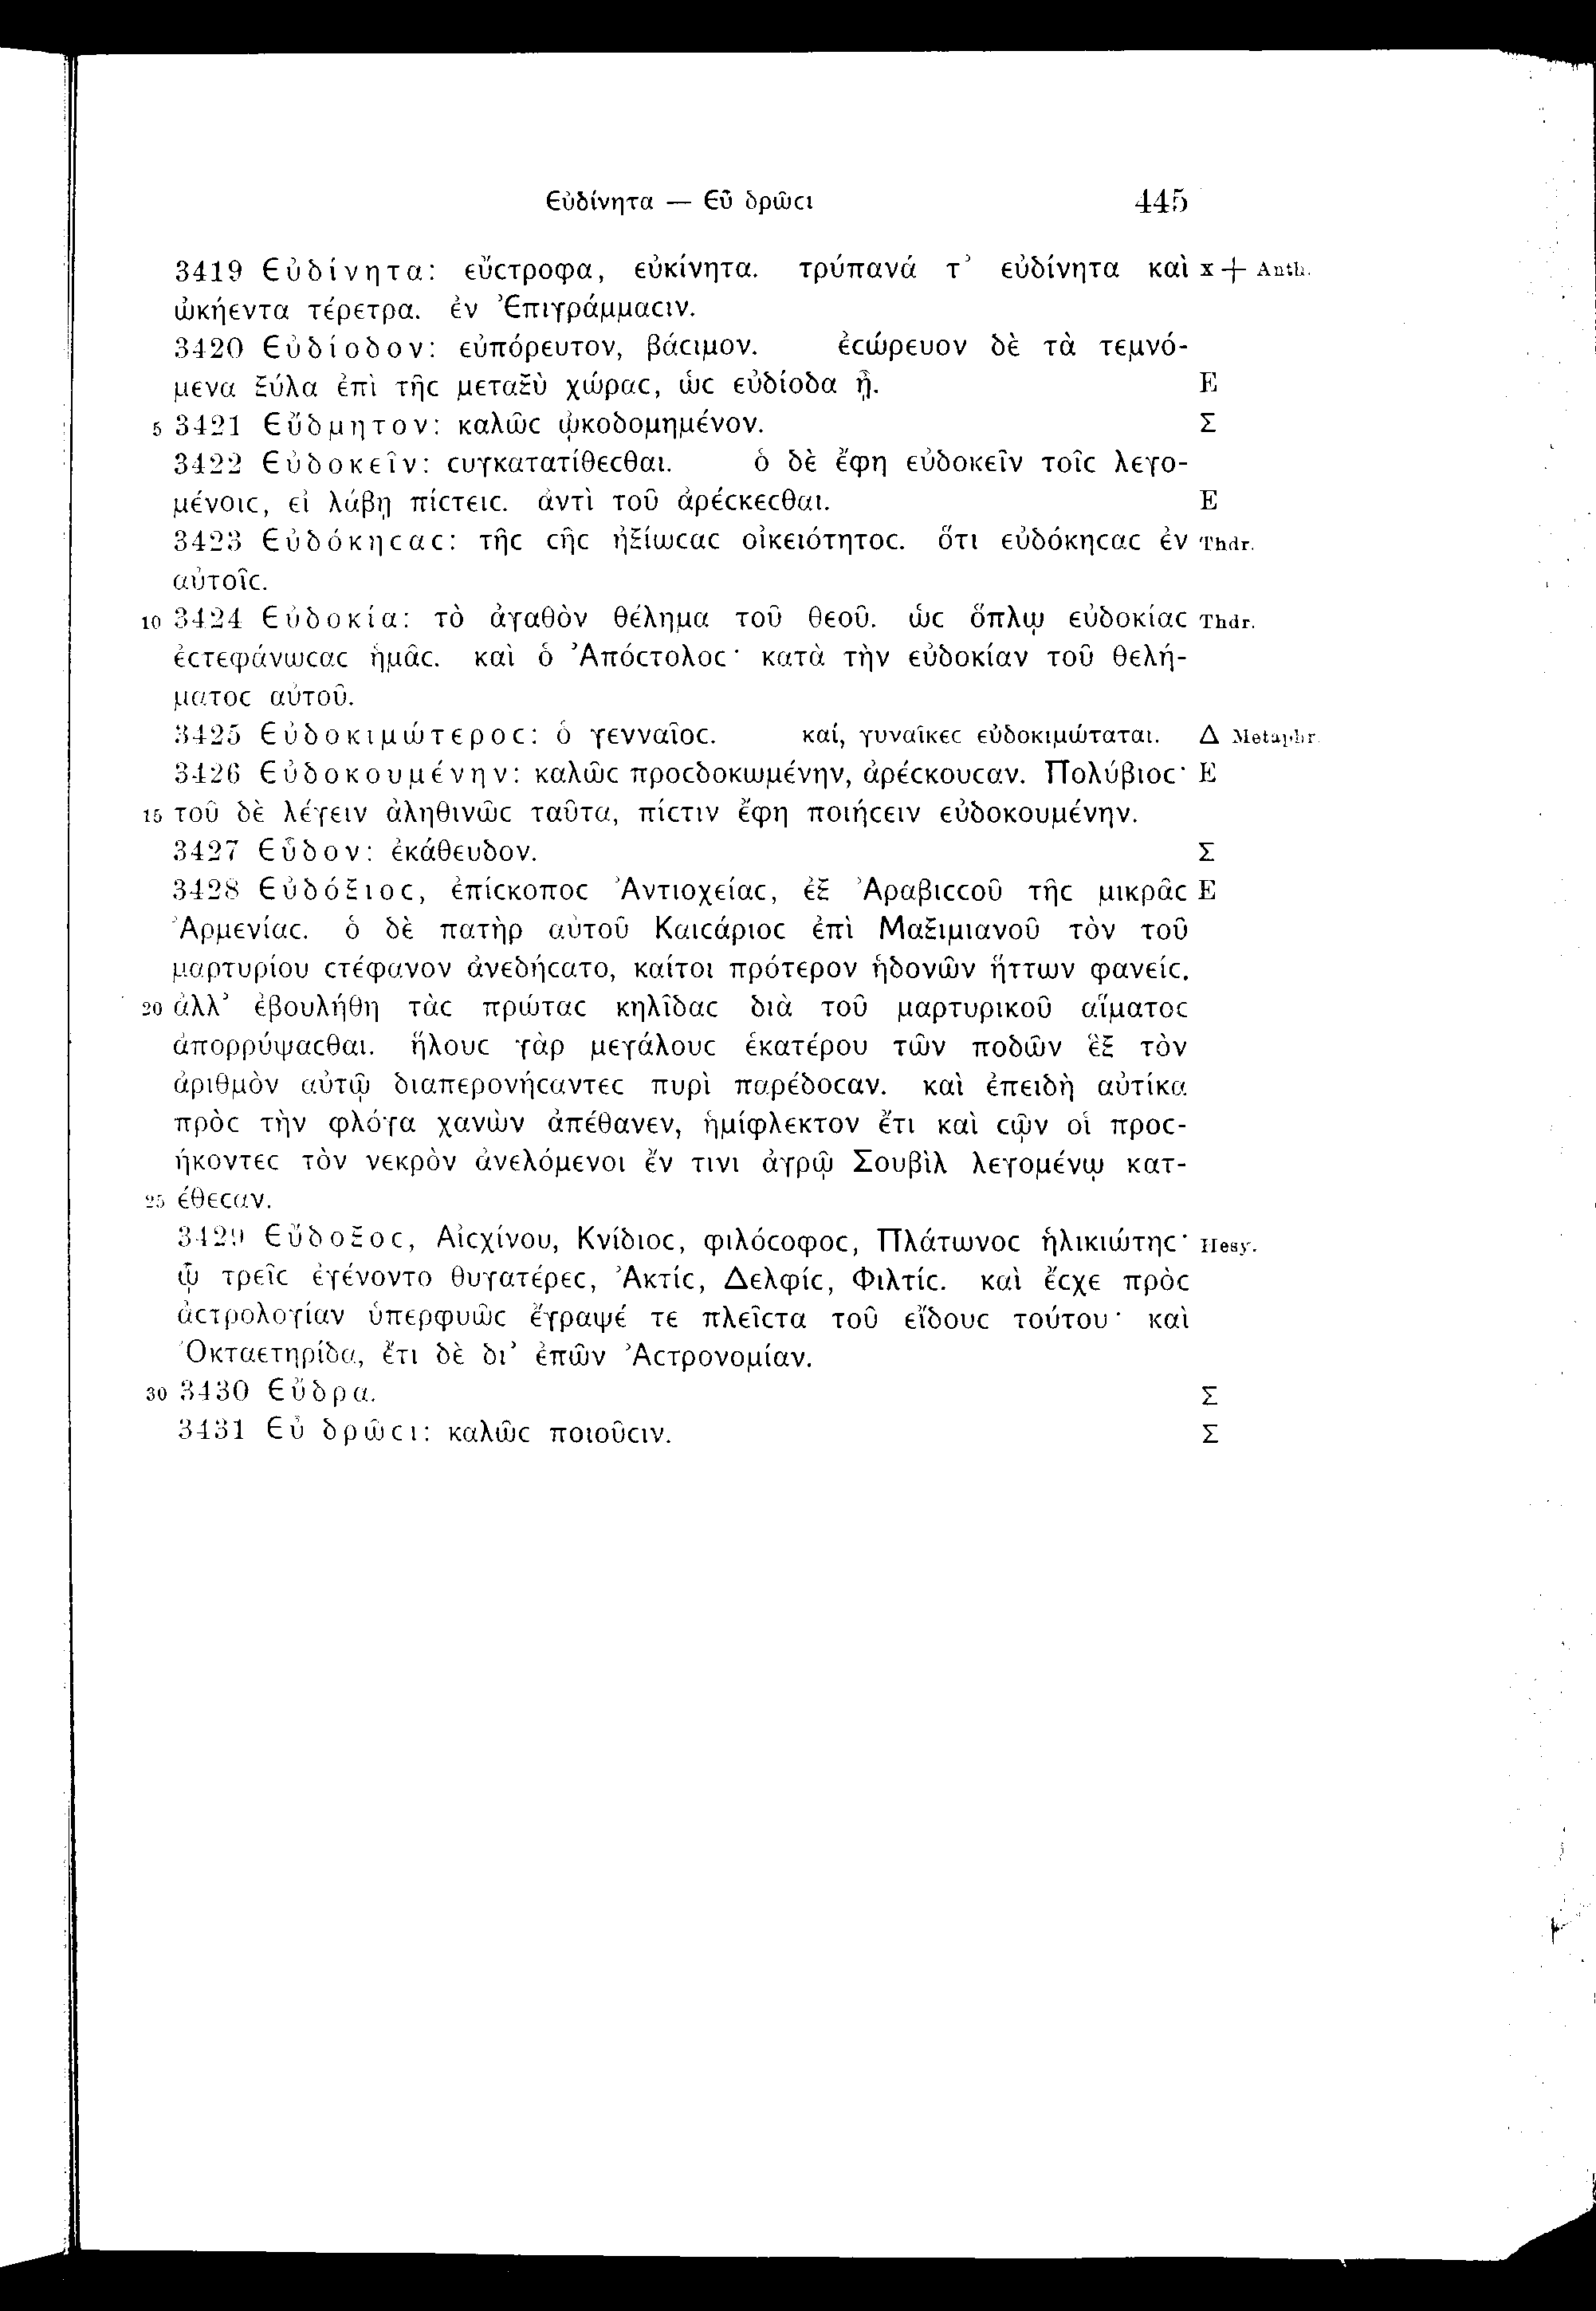 Εὐδίνητα — Εὖ δρῶϲι 445
3419 Εὐδίνητα: εὔϲτροφα, εὐκίνητα. τρύπανά τ᾽ εὐδίνητα καὶ x + Anth.
ὠκήεντα τέρετρα. ἐν Ἐπιγράμμαϲιν.
3420 Εὐδίοδον: εὐπόρευτον, βάϲιμον. ἐϲώρευον δὲ τὰ τεμνό-
μενα ξύλα ἐπὶ τῆϲ μεταξὺ χώραϲ, ὡϲ εὐδίοδα ᾖ. E
5 3421 Εὔδμητον: καλῶϲ ᾠκοδομημένον. Σ
3422 Εὐδοκεῖν: ϲυγκατατίθεϲθαι. ὁ δὲ ἔφη εὐδοκεῖν τοῖϲ λεγο-
μένοιϲ, εἰ λάβῃ πίϲτειϲ. ἀντὶ τοῦ ἀρέϲκεϲθαι. E
3423 Εὐδόκηϲαϲ: τῆϲ ϲῆϲ ἠξίωϲαϲ οἰκειότητοϲ. ὅτι εὐδόκηϲαϲ ἐν Thdr.
αὐτοῖϲ.
10 3424 Εὐδοκία: τὸ ἀγαθὸν θέλημα τοῦ θεοῦ. ὡϲ ὅπλῳ εὐδοκίαϲ Thdr.
ἐϲτεφάνωϲαϲ ἡμᾶϲ. καὶ ὁ Ἀπόϲτολοϲ· κατὰ τὴν εὐδοκίαν τοῦ θελή-
ματοϲ αὐτοῦ.
3425 Εὐδοκιμώτεροϲ: ὁ γενναῖοϲ. καί, γυναῖκεϲ εὐδοκιμώταται. Δ Metaphr.
3426 Εὐδοκουμένην: καλῶϲ προϲδοκωμένην, ἀρέϲκουϲαν. Πολύβιοϲ· E
15 τοῦ δὲ λέγειν ἀληθινῶϲ ταῦτα, πίϲτιν ἔφη ποιήϲειν εὐδοκουμένην.
3427 Εὗδον: ἐκάθευδον. Σ
3428 Εὐδόξιοϲ, ἐπίϲκοποϲ Ἀντιοχείαϲ, ἐξ Ἀραβιϲϲοῦ τῆϲ μικρᾶϲ E
Ἀρμενίαϲ. ὁ δὲ πατὴρ αὐτοῦ Καιϲάριοϲ ἐπὶ Μαξιμιανοῦ τὸν τοῦ
μαρτυρίου ϲτέφανον ἀνεδήϲατο, καίτοι πρότερον ἡδονῶν ἥττων φανείϲ.
20 ἀλλ᾽ ἐβουλήθη τὰϲ πρώταϲ κηλῖδαϲ διὰ τοῦ μαρτυρικοῦ αἵματοϲ
ἀπορρύψαϲθαι. ἥλουϲ γὰρ μεγάλουϲ ἑκατέρου τῶν ποδῶν ἓξ τὸν
ἀριθμὸν αὐτῷ διαπερονήϲαντεϲ πυρὶ παρέδοϲαν. καὶ ἐπειδὴ αὐτίκα
πρὸϲ τὴν φλόγα χανὼν ἀπέθανεν, ἡμίφλεκτον ἔτι καὶ ϲῷν οἱ προϲ-
ήκοντεϲ τὸν νεκρὸν ἀνελόμενοι ἔν τινι ἀγρῷ Σουβὶλ λεγομένῳ κατ-
25 έθεϲαν.
3429 Εὔδοξοϲ, Αἰϲχίνου, Κνίδιοϲ, φιλόϲοφοϲ, Πλάτωνοϲ ἡλικιώτηϲ· Hesy.
ᾧ τρεῖϲ ἐγένοντο θυγατέρεϲ, Ἀκτίϲ, Δελφίϲ, Φιλτίϲ. καὶ ἔϲχε πρὸϲ
ἀϲτρολογίαν ὑπερφυῶϲ ἔγραψέ τε πλεῖϲτα τοῦ εἴδουϲ τούτου· καὶ
Ὀκταετηρίδα, ἔτι δὲ δι᾽ ἐπῶν Ἀϲτρονομίαν.
30 3430 Εὔδρα. Σ
3431 Εὖ δρῶϲι: καλῶϲ ποιοῦϲιν. Σ